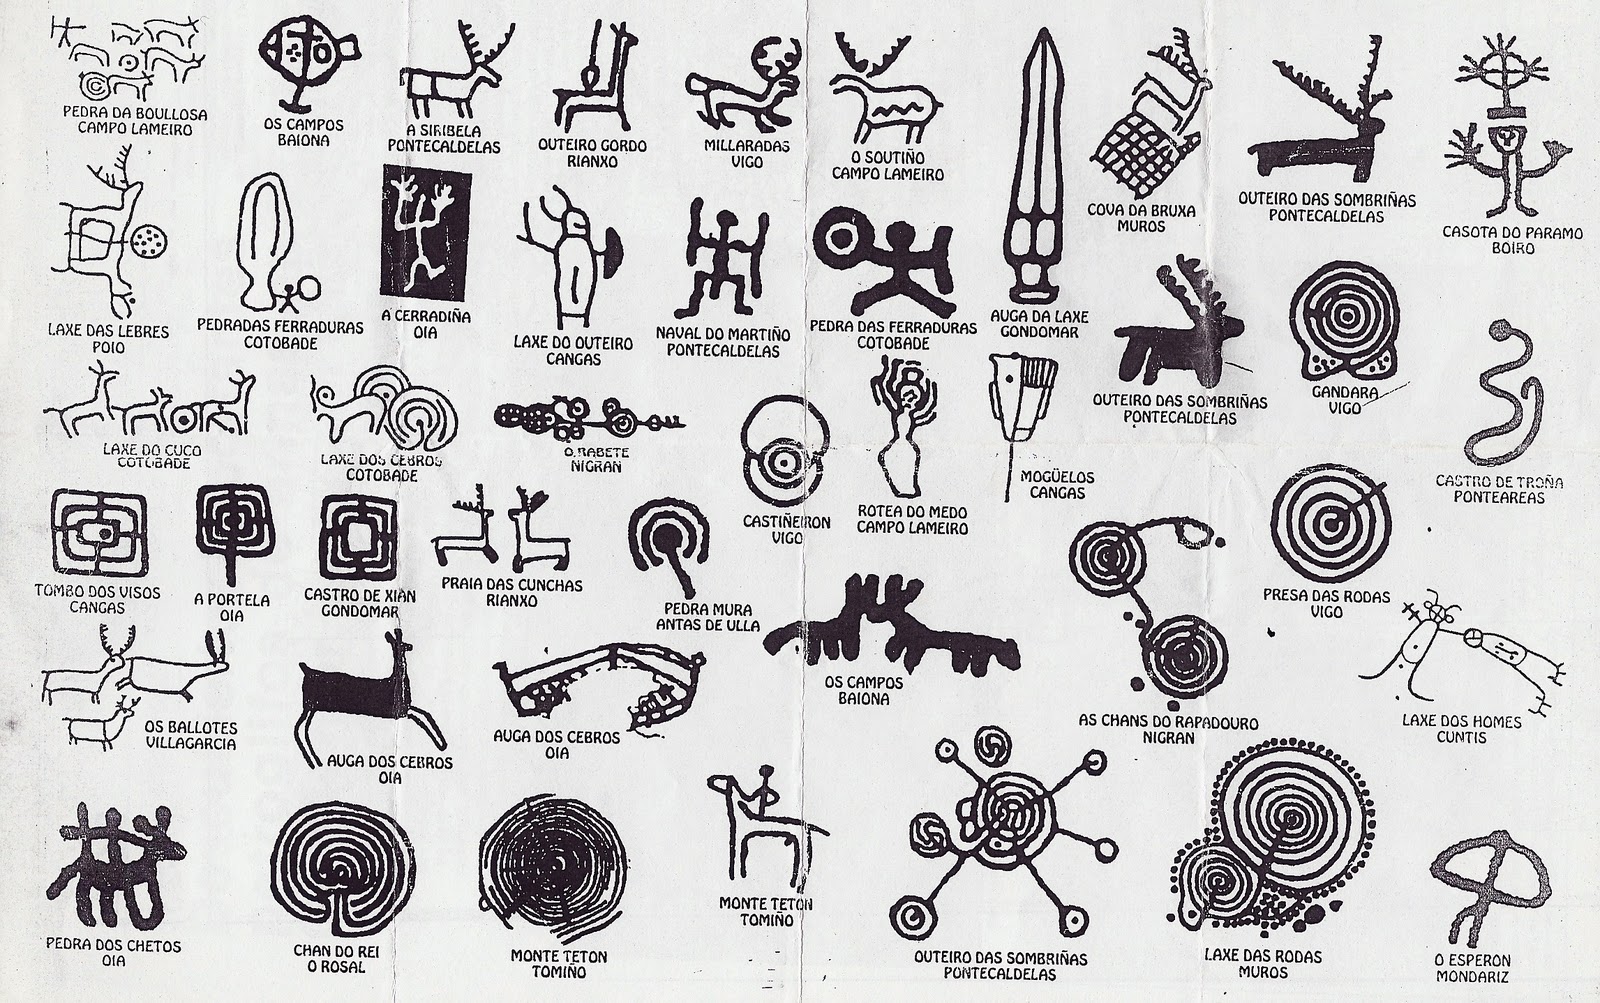 PEDRA DA BOULLOSA
CAMPO LAMEIRO
OS CAMPOS
BAIONA
A SIRIBELA
PONTECALDELAS
OUTEIRO GORDO
RIANXO
MILLARADAS
VIGO
O SOUTIÑO
CAMPO LAMEIRO
AUGA DA LAXE
GONDOMAR
COVA DA BRUXA
MUROS
OUTEIRO DAS SOMBRIÑAS
PONTECALDELAS
CASOTA DO PARAMO
BOIRO
LAXE DAS LEBRES
POIO
PEDRADAS FERRADURAS
COTOBADE
A CERRADIÑA
OIA
LAXE DO OUTEIRO
CANGAS
NAVAL DO MARTIÑO
PONTECALDELAS
PEDRA DAS FERRADURAS
COTOBADE
OUTEIRO DAS SOMBRIÑAS
PONTECALDELAS
GANDARA
VIGO
LAXE DO CUCO
COTOBADE
LAXE DOS CEBROS
COTOBADE
O RABETE
NIGRAN
CASTIÑEIRON
VIGO
ROTEA DO MEDO
CAMPO LAMEIRO
MOGÜELOS
CANGAS
CASTRO DE TROÑA
PONTEAREAS
TOMBO DOS VISOS
CANGAS
A PORTELA
OIA
CASTRO DE XIAN
GONDOMAR
PRAIA DAS CUNCHAS
RIANXO
PEDRA MURA
ANTAS DE ULLA
PRESA DAS RODAS
VIGO
OS BALLOTES
VILLAGARCIA
AUGA DOS CEBROS
OIA
AUGA DOS CEBROS
OIA
OS CAMPOS
BAIONA
AS CHANS DO RAPADOURO
NIGRAN
LAXE DOS HOMES
CUNTIS
PEDRA DOS CHETOS
OIA
CHAN DO REI
O ROSAL
MONTE TETON
TOMIÑO
MONTE TETON
TOMIÑO
OUTEIRO DAS SOMBRIÑAS
PONTECALDELAS
LAXE DAS RODAS
MUROS
O ESPERON
MONDARIZ